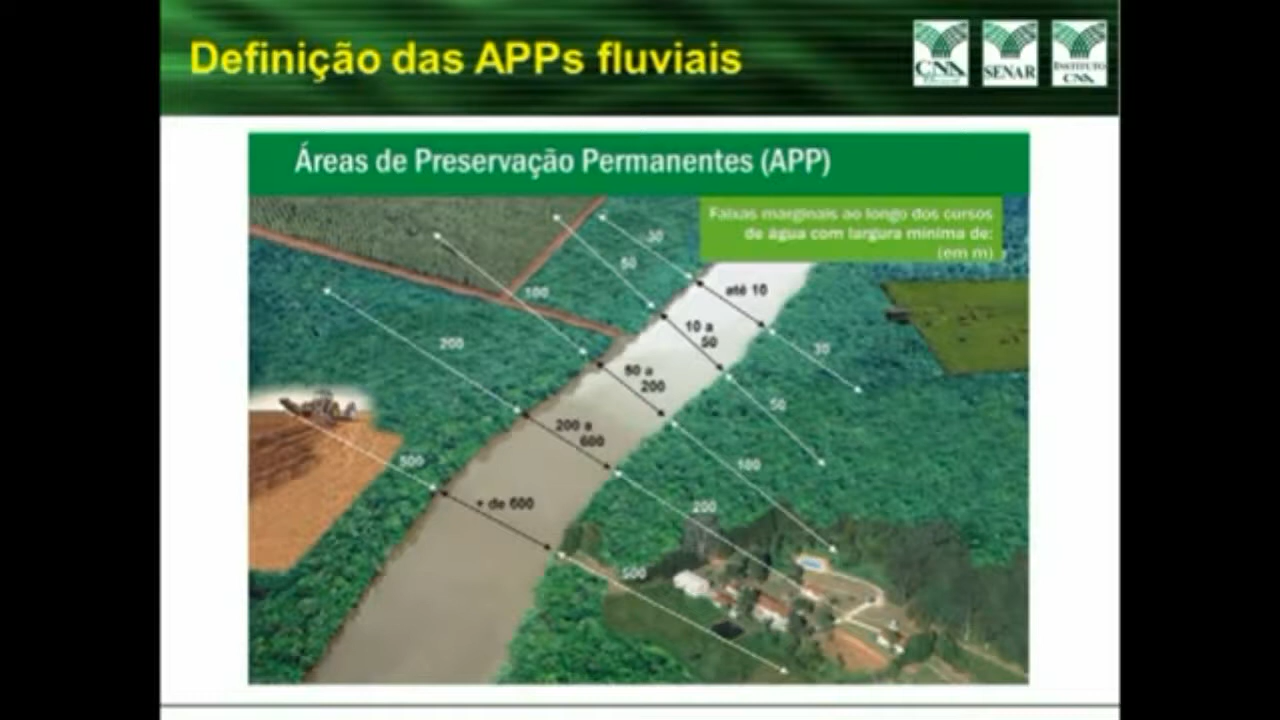 Definição das APPs fluviais
CNA
SENAR
INSTITUTO
CNA
Áreas de Preservação Permanentes (APP)
Faixas marginais ao longo dos cursos
de água com largura mínima de:
(em m)
30
50
100
200
500
até 10
10 a
50
50 a
200
200 a
600
+ de 600
30
50
100
200
500